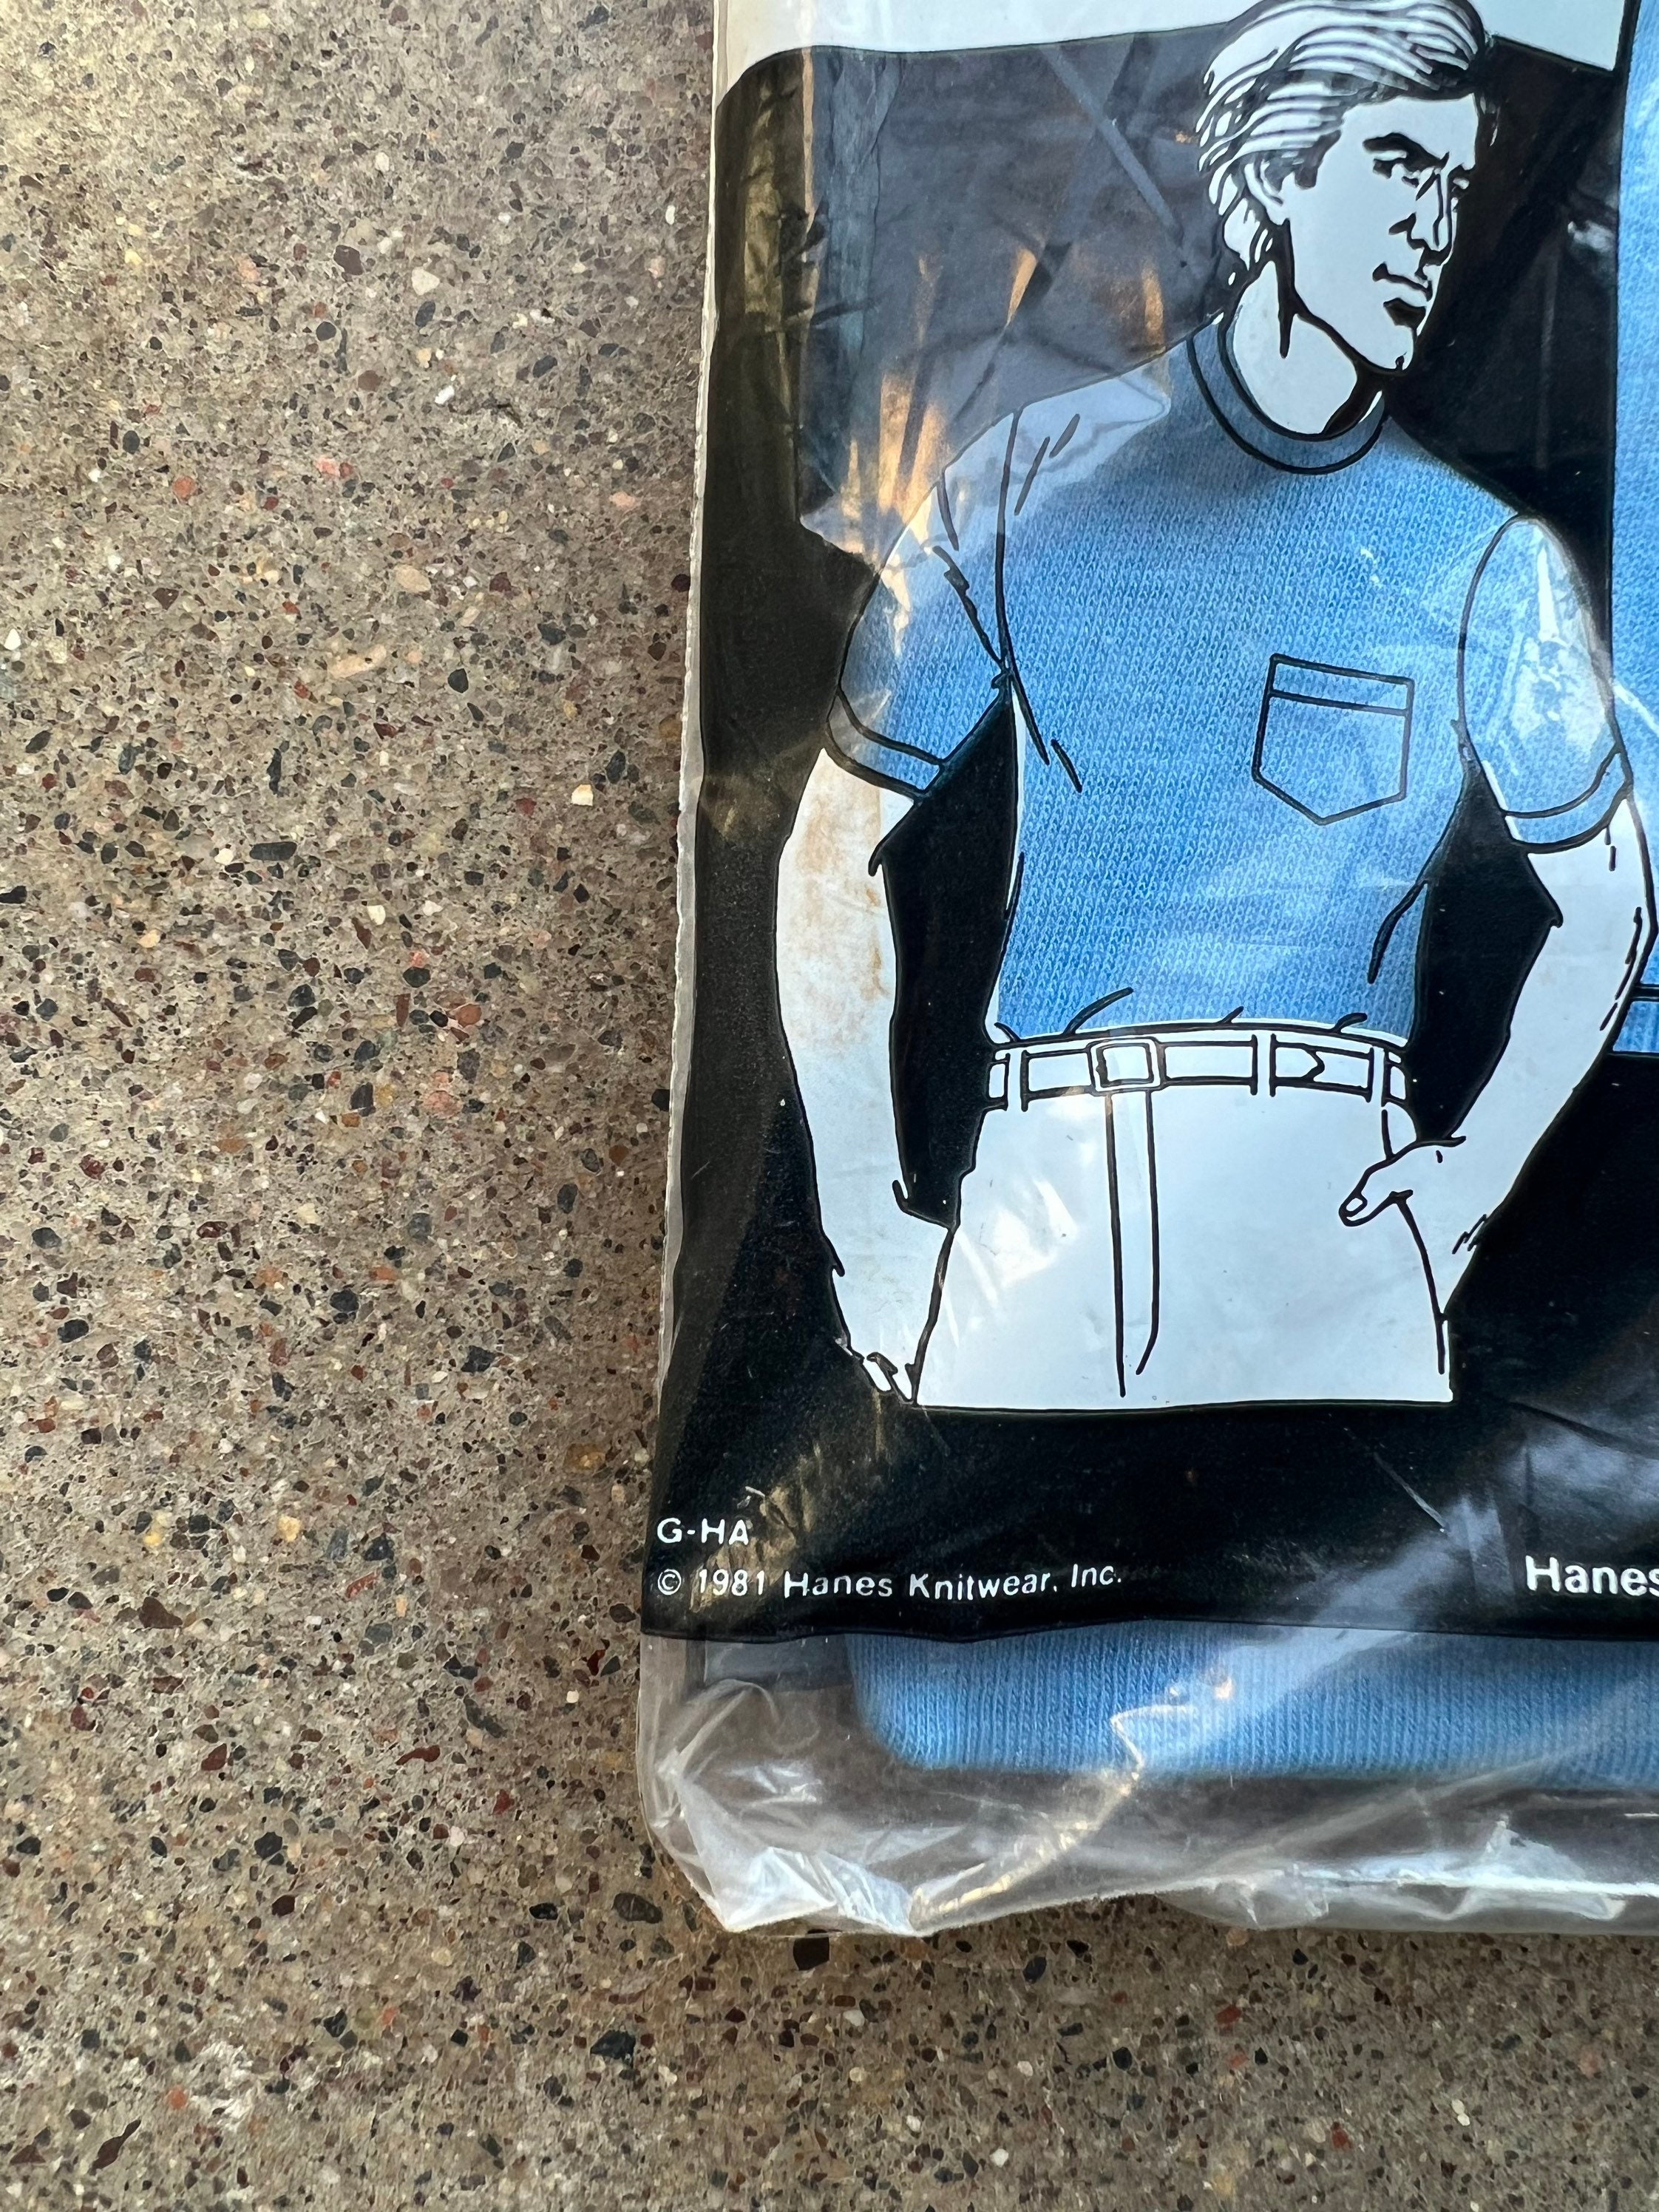 G-HA
© 1981 Hanes Knitwear, Inc.
Hanes